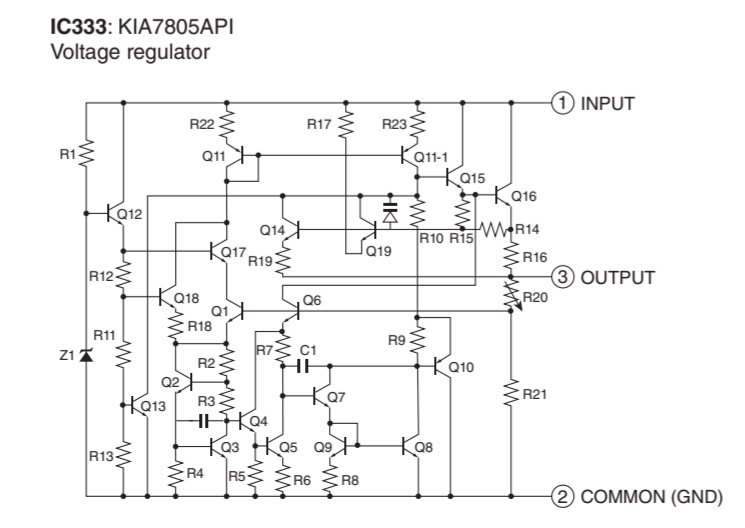 IC333: KIA7805API
Voltage regulator
1 INPUT
R22 R17 R23
R1 Q11 Q11-1
Q15
Q16
Q12
Q14 R10 R15 R14
Q17 Q19
R19 R16
R12 3 OUTPUT
Q18 Q6 R20
Q1
R18
R11 R9
R7 C1
Z1 R2 Q10
Q2
R3 Q7 R21
Q13 Q4
Q3 Q5 Q9 Q8
R13
R4 R5 R6 R8
2 COMMON (GND)